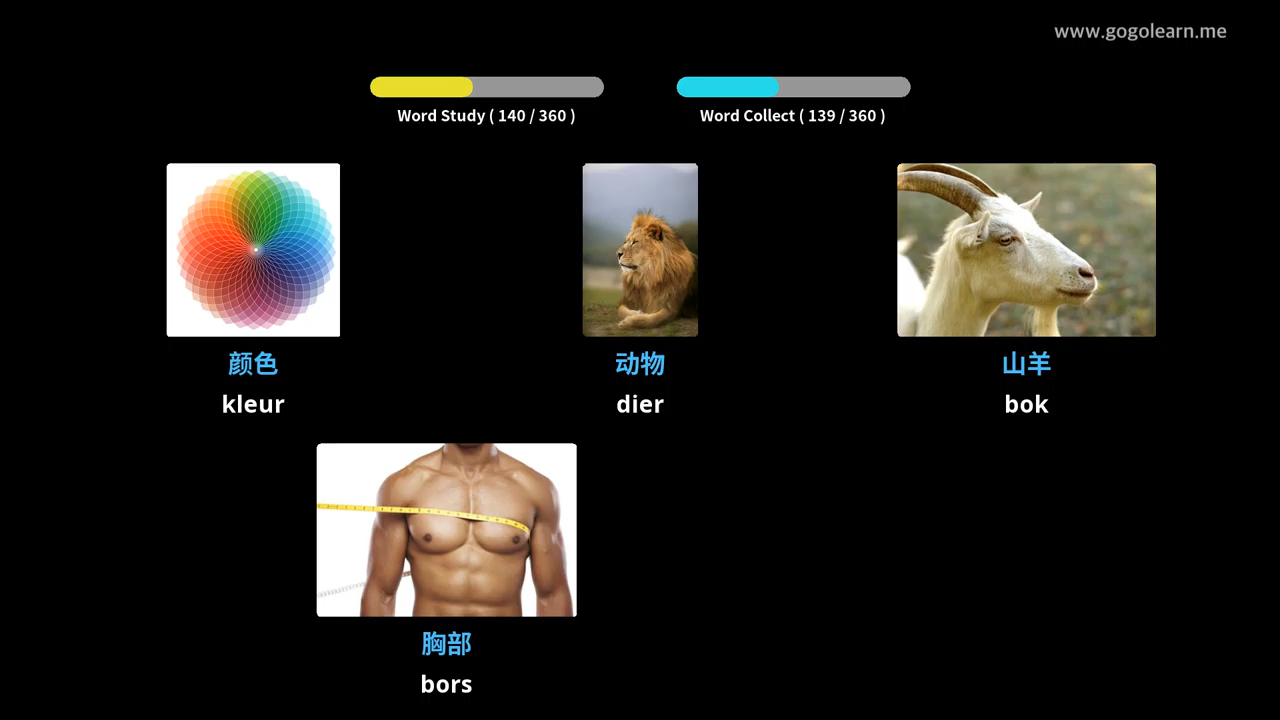 www.gogolearn.me
Word Study ( 140 / 360 )
Word Collect ( 139 / 360 )
颜色
动物
山羊
kleur
dier
bok
胸部
bors